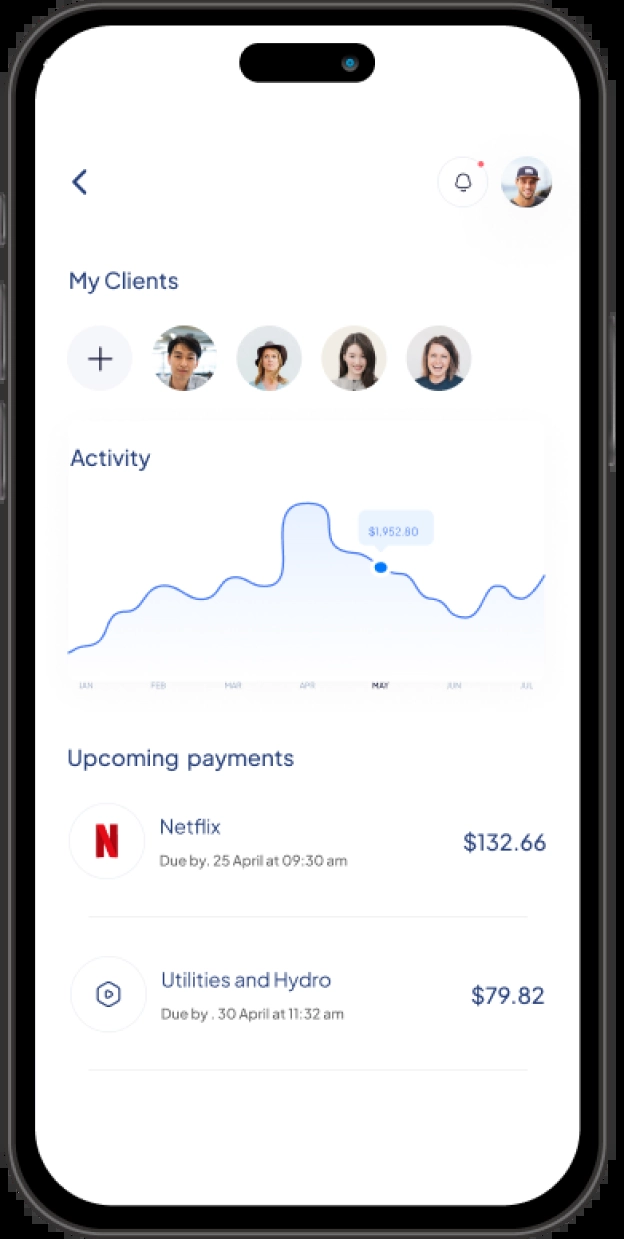 My Clients
Activity
$1,952.80
JAN FEB MAR APR MAY JUN JUL
Upcoming payments
N
Netflix
Due by. 25 April at 09:30 am
$132.66
Utilities and Hydro
Due by . 30 April at 11:32 am
$79.82